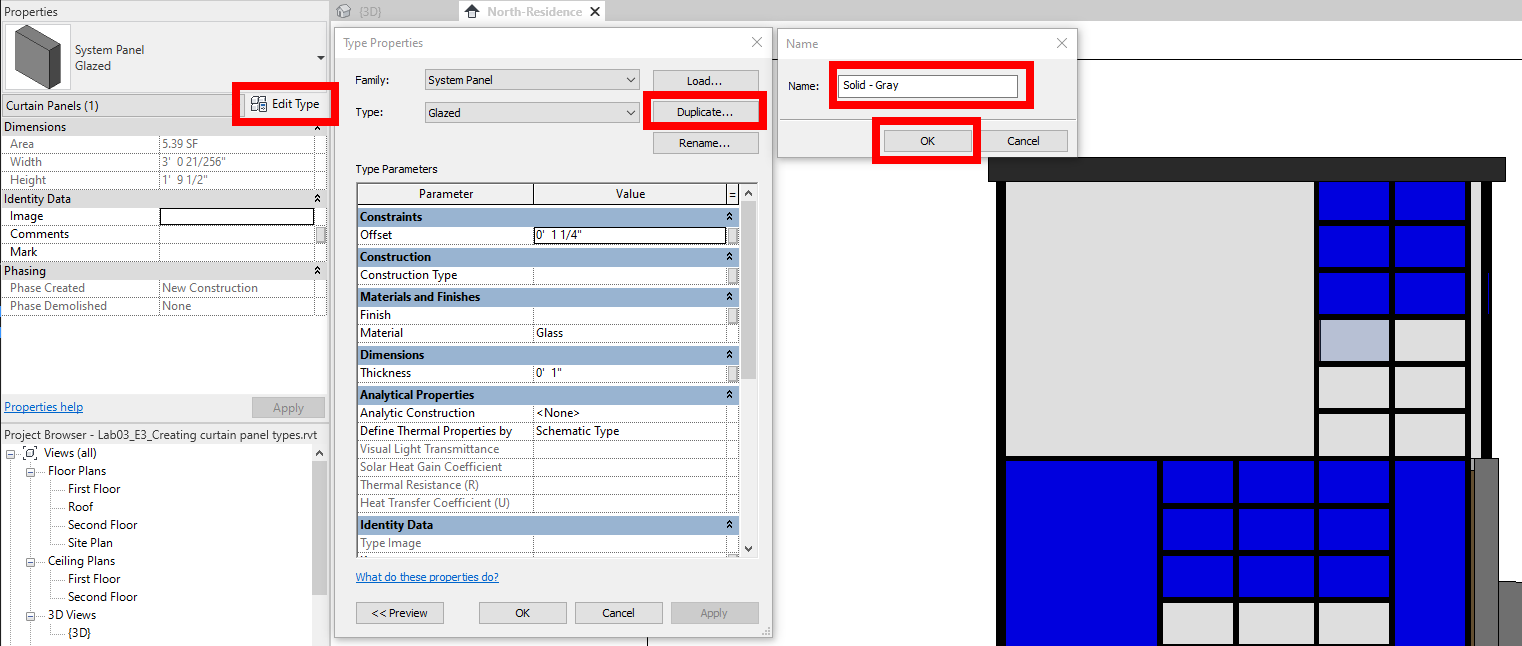 Properties
System Panel
Glazed
Curtain Panels (1)
Edit Type
Dimensions
Area 5.39 SF
Width 3'  0 21/256"
Height 1'  9 1/2"
Identity Data
Image
Comments
Mark
Phasing
Phase Created New Construction
Phase Demolished None
Properties help
Apply
Project Browser - Lab03_E3_Creating curtain panel types.rvt
Views (all)
Floor Plans
First Floor
Roof
Second Floor
Site Plan
Ceiling Plans
First Floor
Second Floor
3D Views
{3D}
{3D}
North-Residence
Type Properties
Family: System Panel Load...
Type: Glazed Duplicate...
Rename...
Type Parameters
Parameter Value =
Constraints
Offset 0'  1 1/4"
Construction
Construction Type
Materials and Finishes
Finish
Material Glass
Dimensions
Thickness 0'  1"
Analytical Properties
Analytic Construction <None>
Define Thermal Properties by Schematic Type
Visual Light Transmittance
Solar Heat Gain Coefficient
Thermal Resistance (R)
Heat Transfer Coefficient (U)
Identity Data
Type Image
What do these properties do?
<< Preview OK Cancel Apply
Name
Name: Solid - Gray
OK Cancel